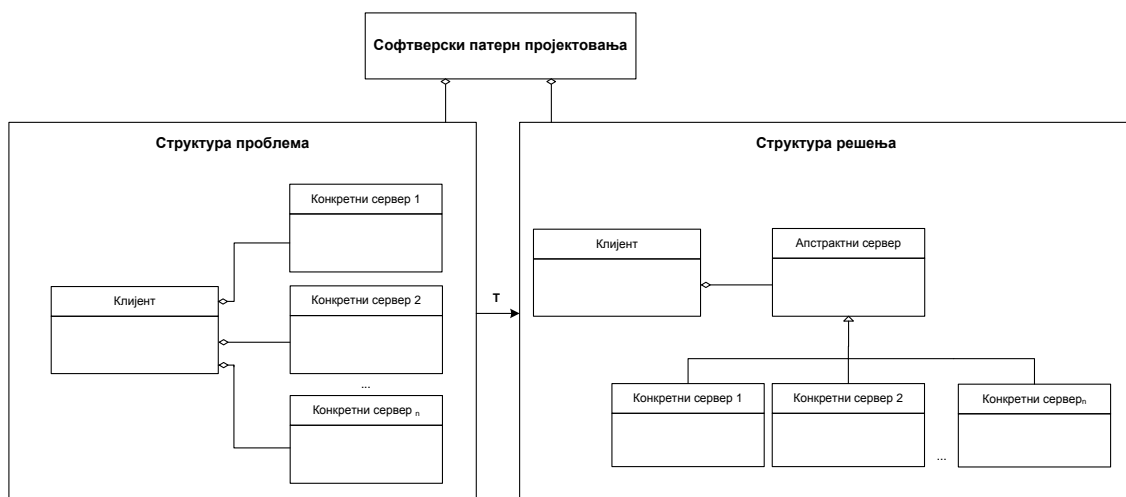 Софтверски патерн пројектовања
Структура проблема
Конкретни сервер 1
Клијент
Конкретни сервер 2
...
Конкретни сервер n
Т
Структура решења
Клијент
Апстрактни сервер
Конкретни сервер 1
Конкретни сервер 2
...
Конкретни серверn